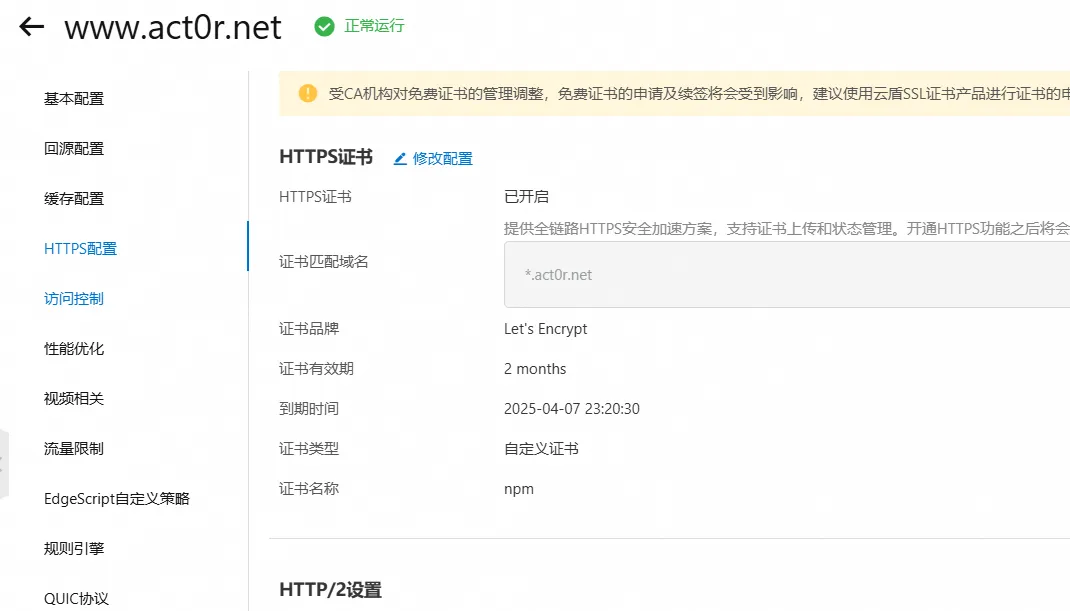 www.act0r.net 正常运行
基本配置
回源配置
缓存配置
HTTPS配置
访问控制
性能优化
视频相关
流量限制
EdgeScript自定义策略
规则引擎
QUIC协议
受CA机构对免费证书的管理调整，免费证书的申请及续签将会受到影响，建议使用云盾SSL证书产品进行证书的申
HTTPS证书 修改配置
HTTPS证书 已开启
提供全链路HTTPS安全加速方案，支持证书上传和状态管理。开通HTTPS功能之后将会
证书匹配域名 *.act0r.net
证书品牌 Let's Encrypt
证书有效期 2 months
到期时间 2025-04-07 23:20:30
证书类型 自定义证书
证书名称 npm
HTTP/2设置